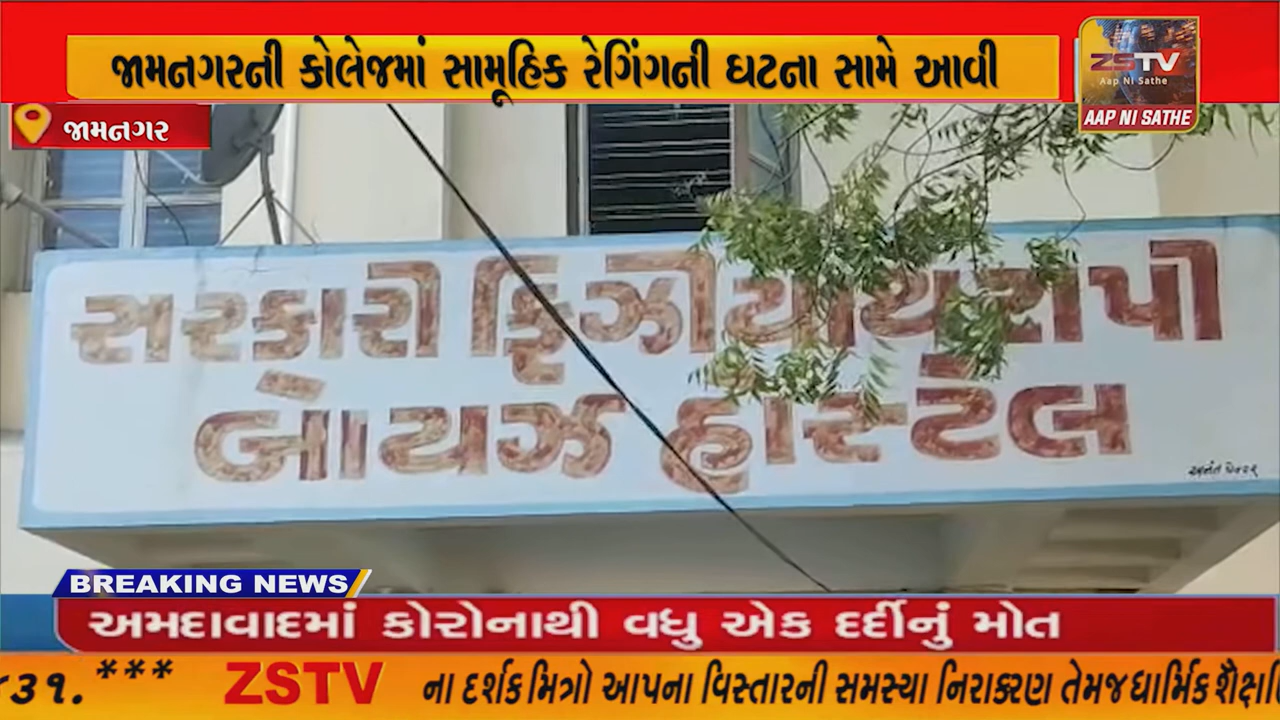 જામનગરની કોલેજમાં સામૂહિક રેગિંગની ઘટના સામે આવી
ZSTV
Aap Ni Sathe
AAP NI SATHE
જામનગર
સરકારી ફિઝીયોથેરાપી
બોયઝ હોસ્ટેલ
BREAKING NEWS
અમદાવાદમાં કોરોનાથી વધુ એક દર્દીનું મોત
૪૩૧. *** ZSTV ના દર્શક મિત્રો આપના વિસ્તારની સમસ્યા નિરાકરણ તેમજ ધાર્મિક